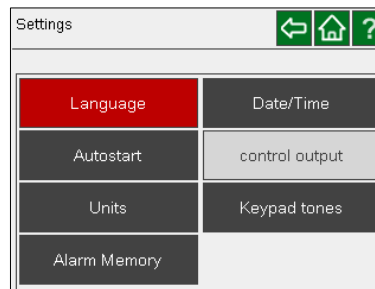 Settings
?
Language
Date/Time
Autostart
control output
Units
Keypad tones
Alarm Memory